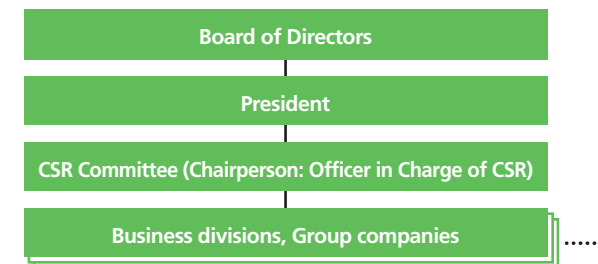 Board of Directors
President
CSR Committee (Chairperson: Officer in Charge of CSR)
Business divisions, Group companies .....